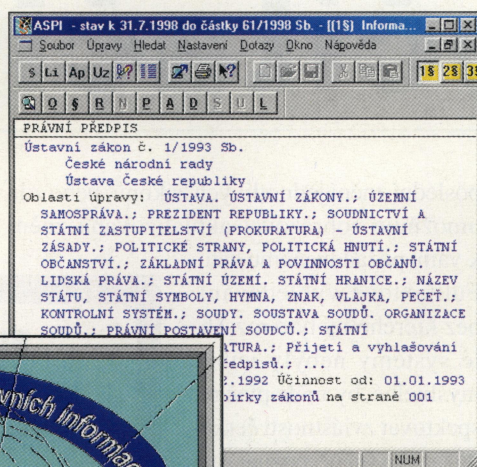 ASPI - stav k 31.7.1998 do částky 61/1998 Sb. - [(1§) Informa...
Soubor Úpravy Hledat Nastavení Dotazy Okno Nápověda
§ Li Ap Uz 1§ 2§ 3§
O § R N P A D S U L
PRÁVNÍ PŘEDPIS
Ústavní zákon č. 1/1993 Sb.
České národní rady
Ústava České republiky
Oblasti úpravy: ÚSTAVA. ÚSTAVNÍ ZÁKONY.; ÚZEMNÍ
SAMOSPRÁVA.; PREZIDENT REPUBLIKY.; SOUDNICTVÍ A
STÁTNÍ ZASTUPITELSTVÍ (PROKURATURA) - ÚSTAVNÍ
ZÁSADY.; POLITICKÉ STRANY, POLITICKÁ HNUTÍ.; STÁTNÍ
OBČANSTVÍ.; ZÁKLADNÍ PRÁVA A POVINNOSTI OBČANŮ.
LIDSKÁ PRÁVA.; STÁTNÍ ÚZEMÍ. STÁTNÍ HRANICE.; NÁZEV
STÁTU, STÁTNÍ SYMBOLY, HYMNA, ZNAK, VLAJKA, PEČEŤ.;
KONTROLNÍ SYSTÉM.; SOUDY. SOUSTAVA SOUDŮ. ORGANIZACE
SOUDŮ.; PRÁVNÍ POSTAVENÍ SOUDCŮ.; STÁTNÍ
ATURA.; Přijetí a vyhlašování
ředpisů.; ...
2.1992 Účinnost od: 01.01.1993
bírky zákonů na straně 001
NUM
vních informa